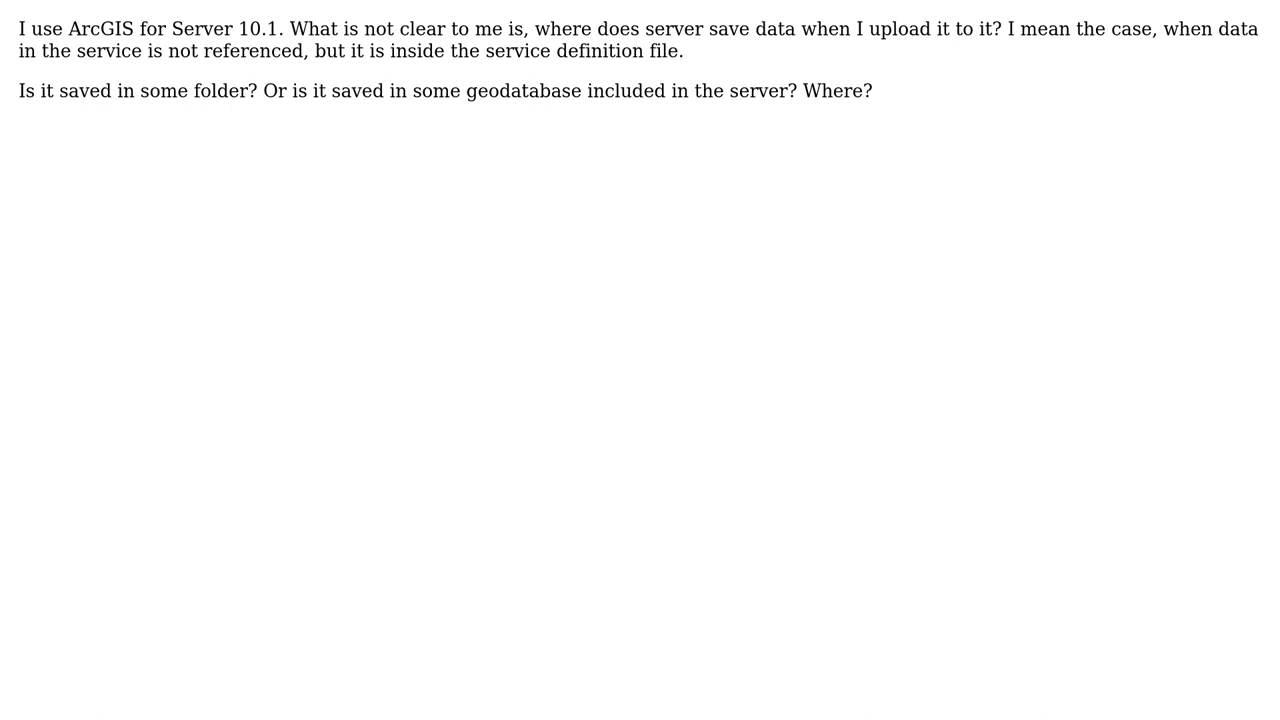 I use ArcGIS for Server 10.1. What is not clear to me is, where does server save data when I upload it to it? I mean the case, when data
in the service is not referenced, but it is inside the service definition file.
Is it saved in some folder? Or is it saved in some geodatabase included in the server? Where?